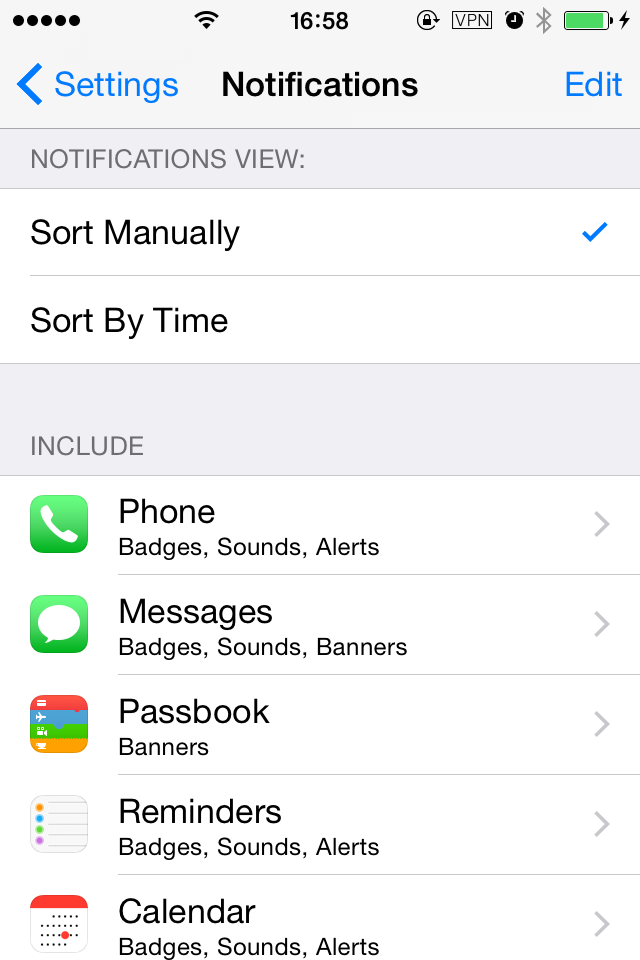 16:58 VPN
Settings Notifications Edit
NOTIFICATIONS VIEW:
Sort Manually
Sort By Time
INCLUDE
Phone
Badges, Sounds, Alerts
Messages
Badges, Sounds, Banners
Passbook
Banners
Reminders
Badges, Sounds, Alerts
Calendar
Badges, Sounds, Alerts